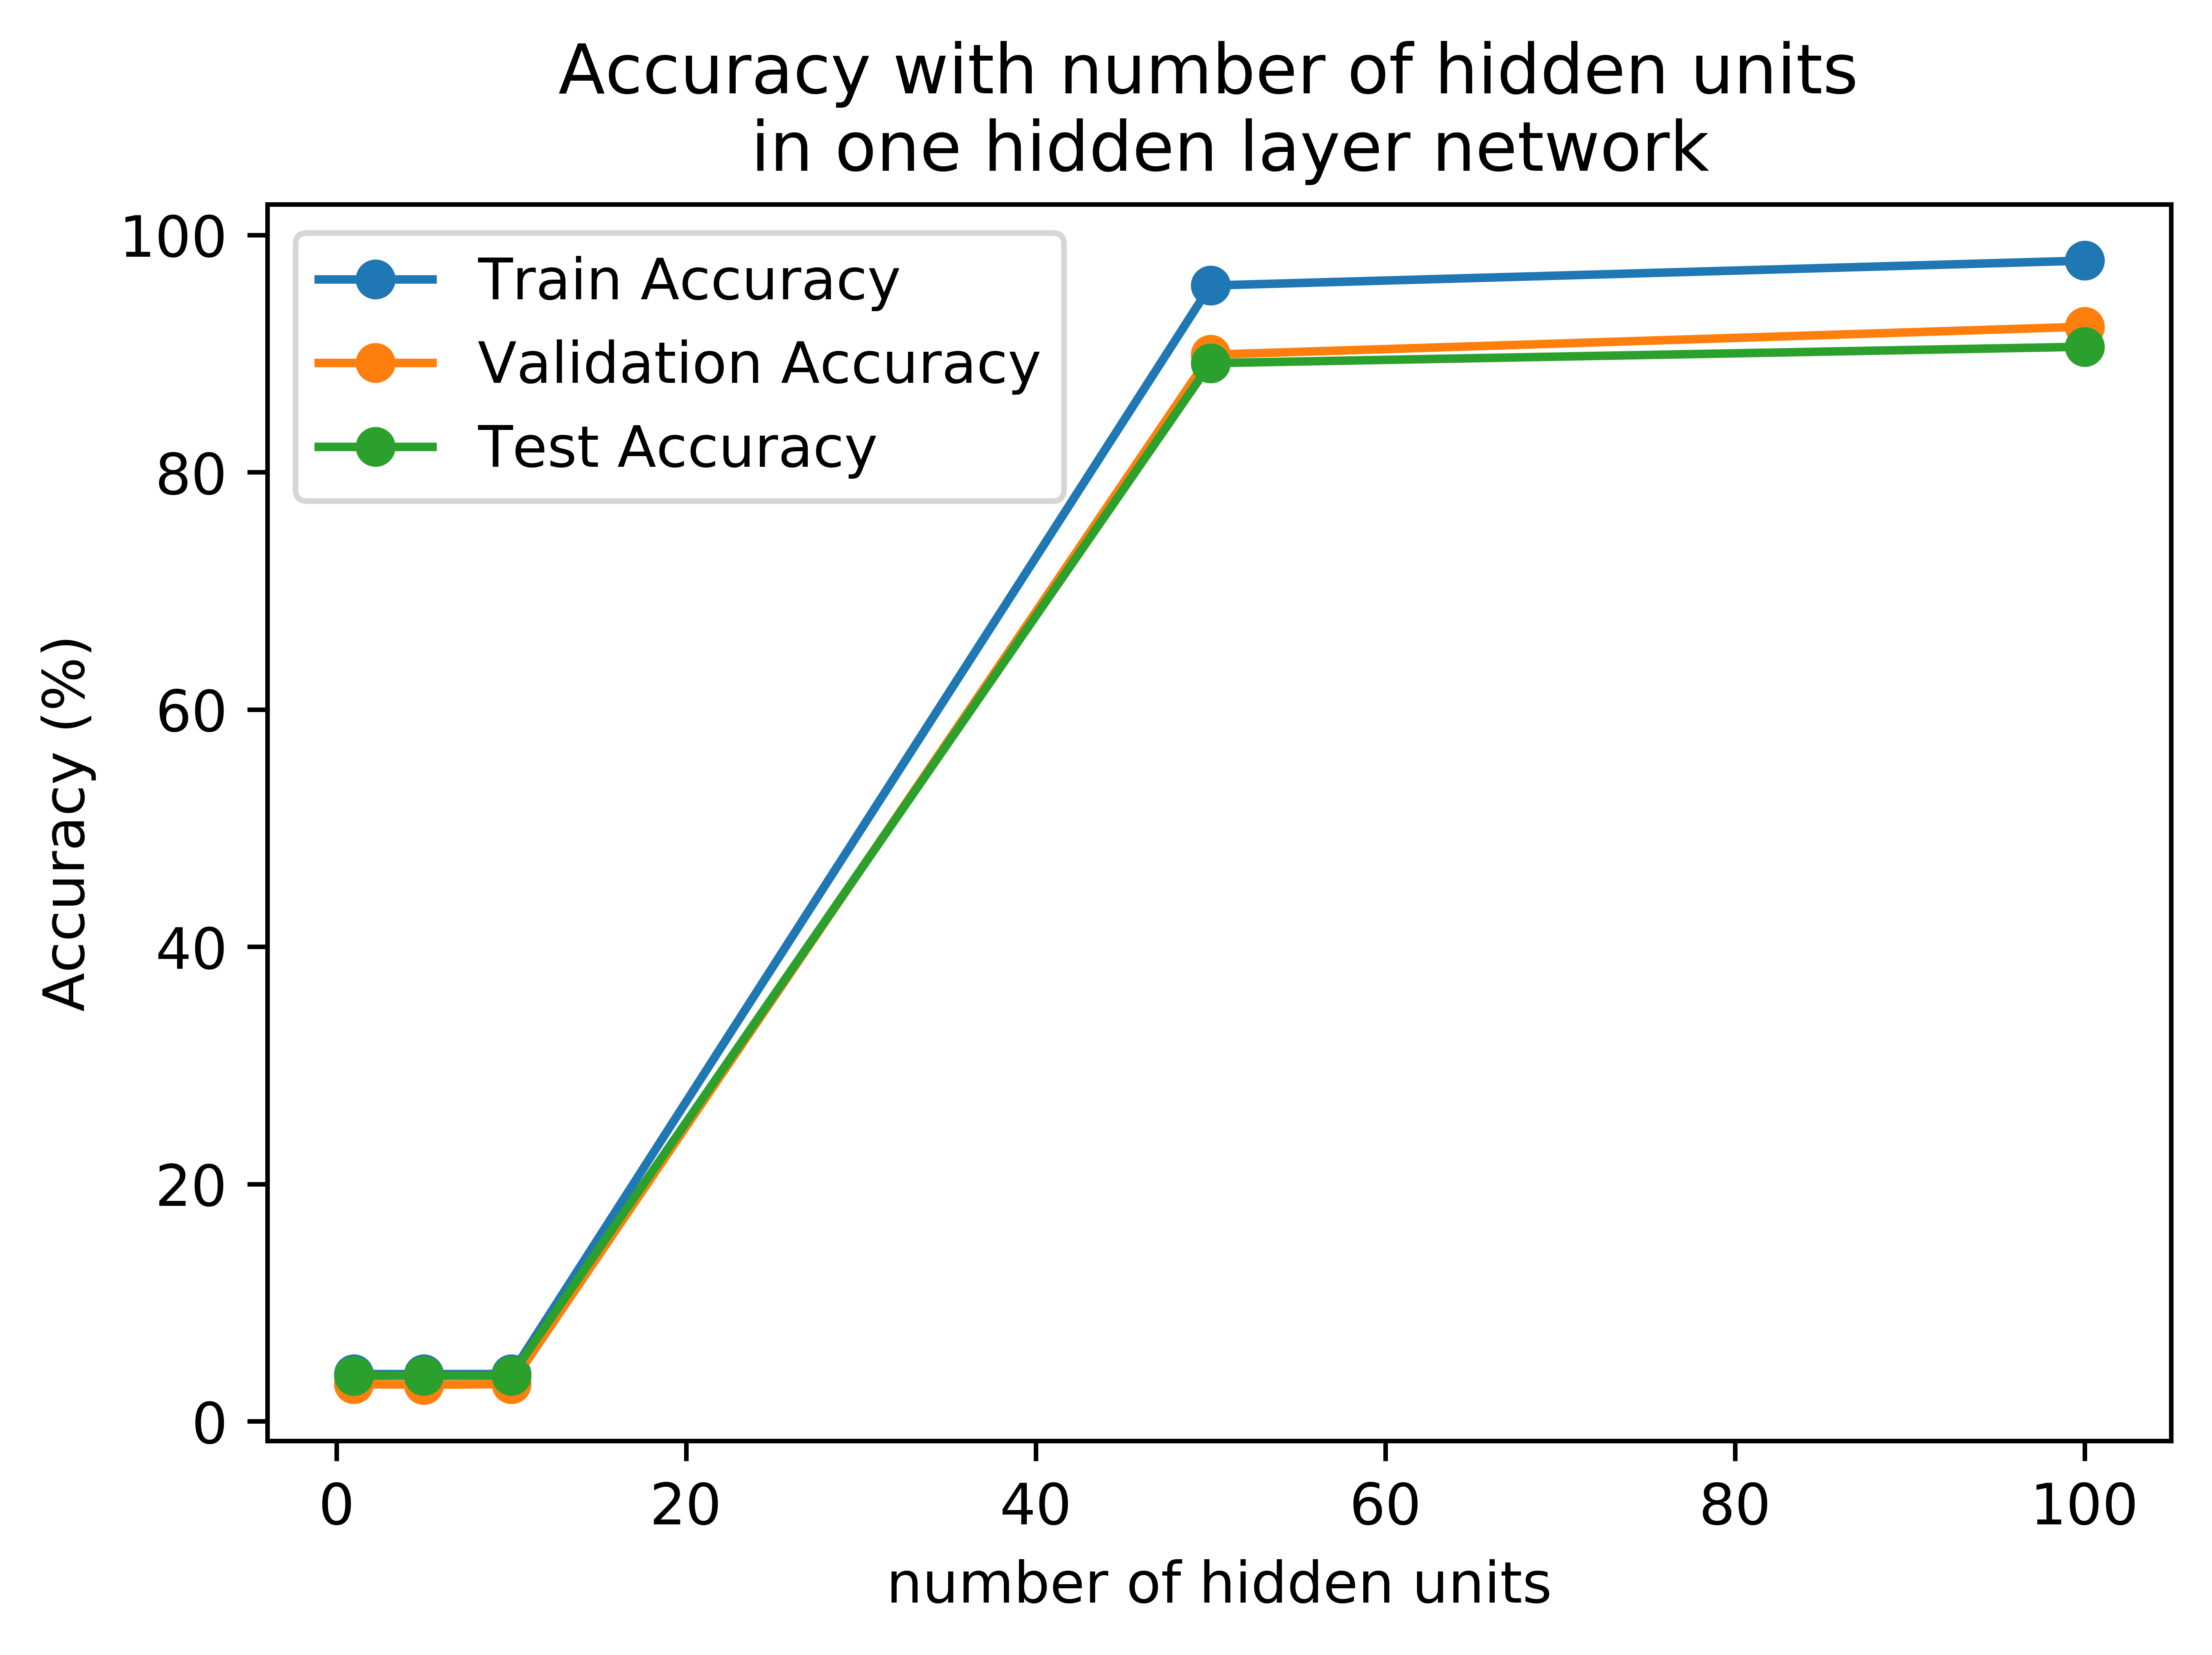 Accuracy with number of hidden units
in one hidden layer network
Train Accuracy
Validation Accuracy
Test Accuracy
Accuracy (%)
100
80
60
40
20
0
0 20 40 60 80 100
number of hidden units